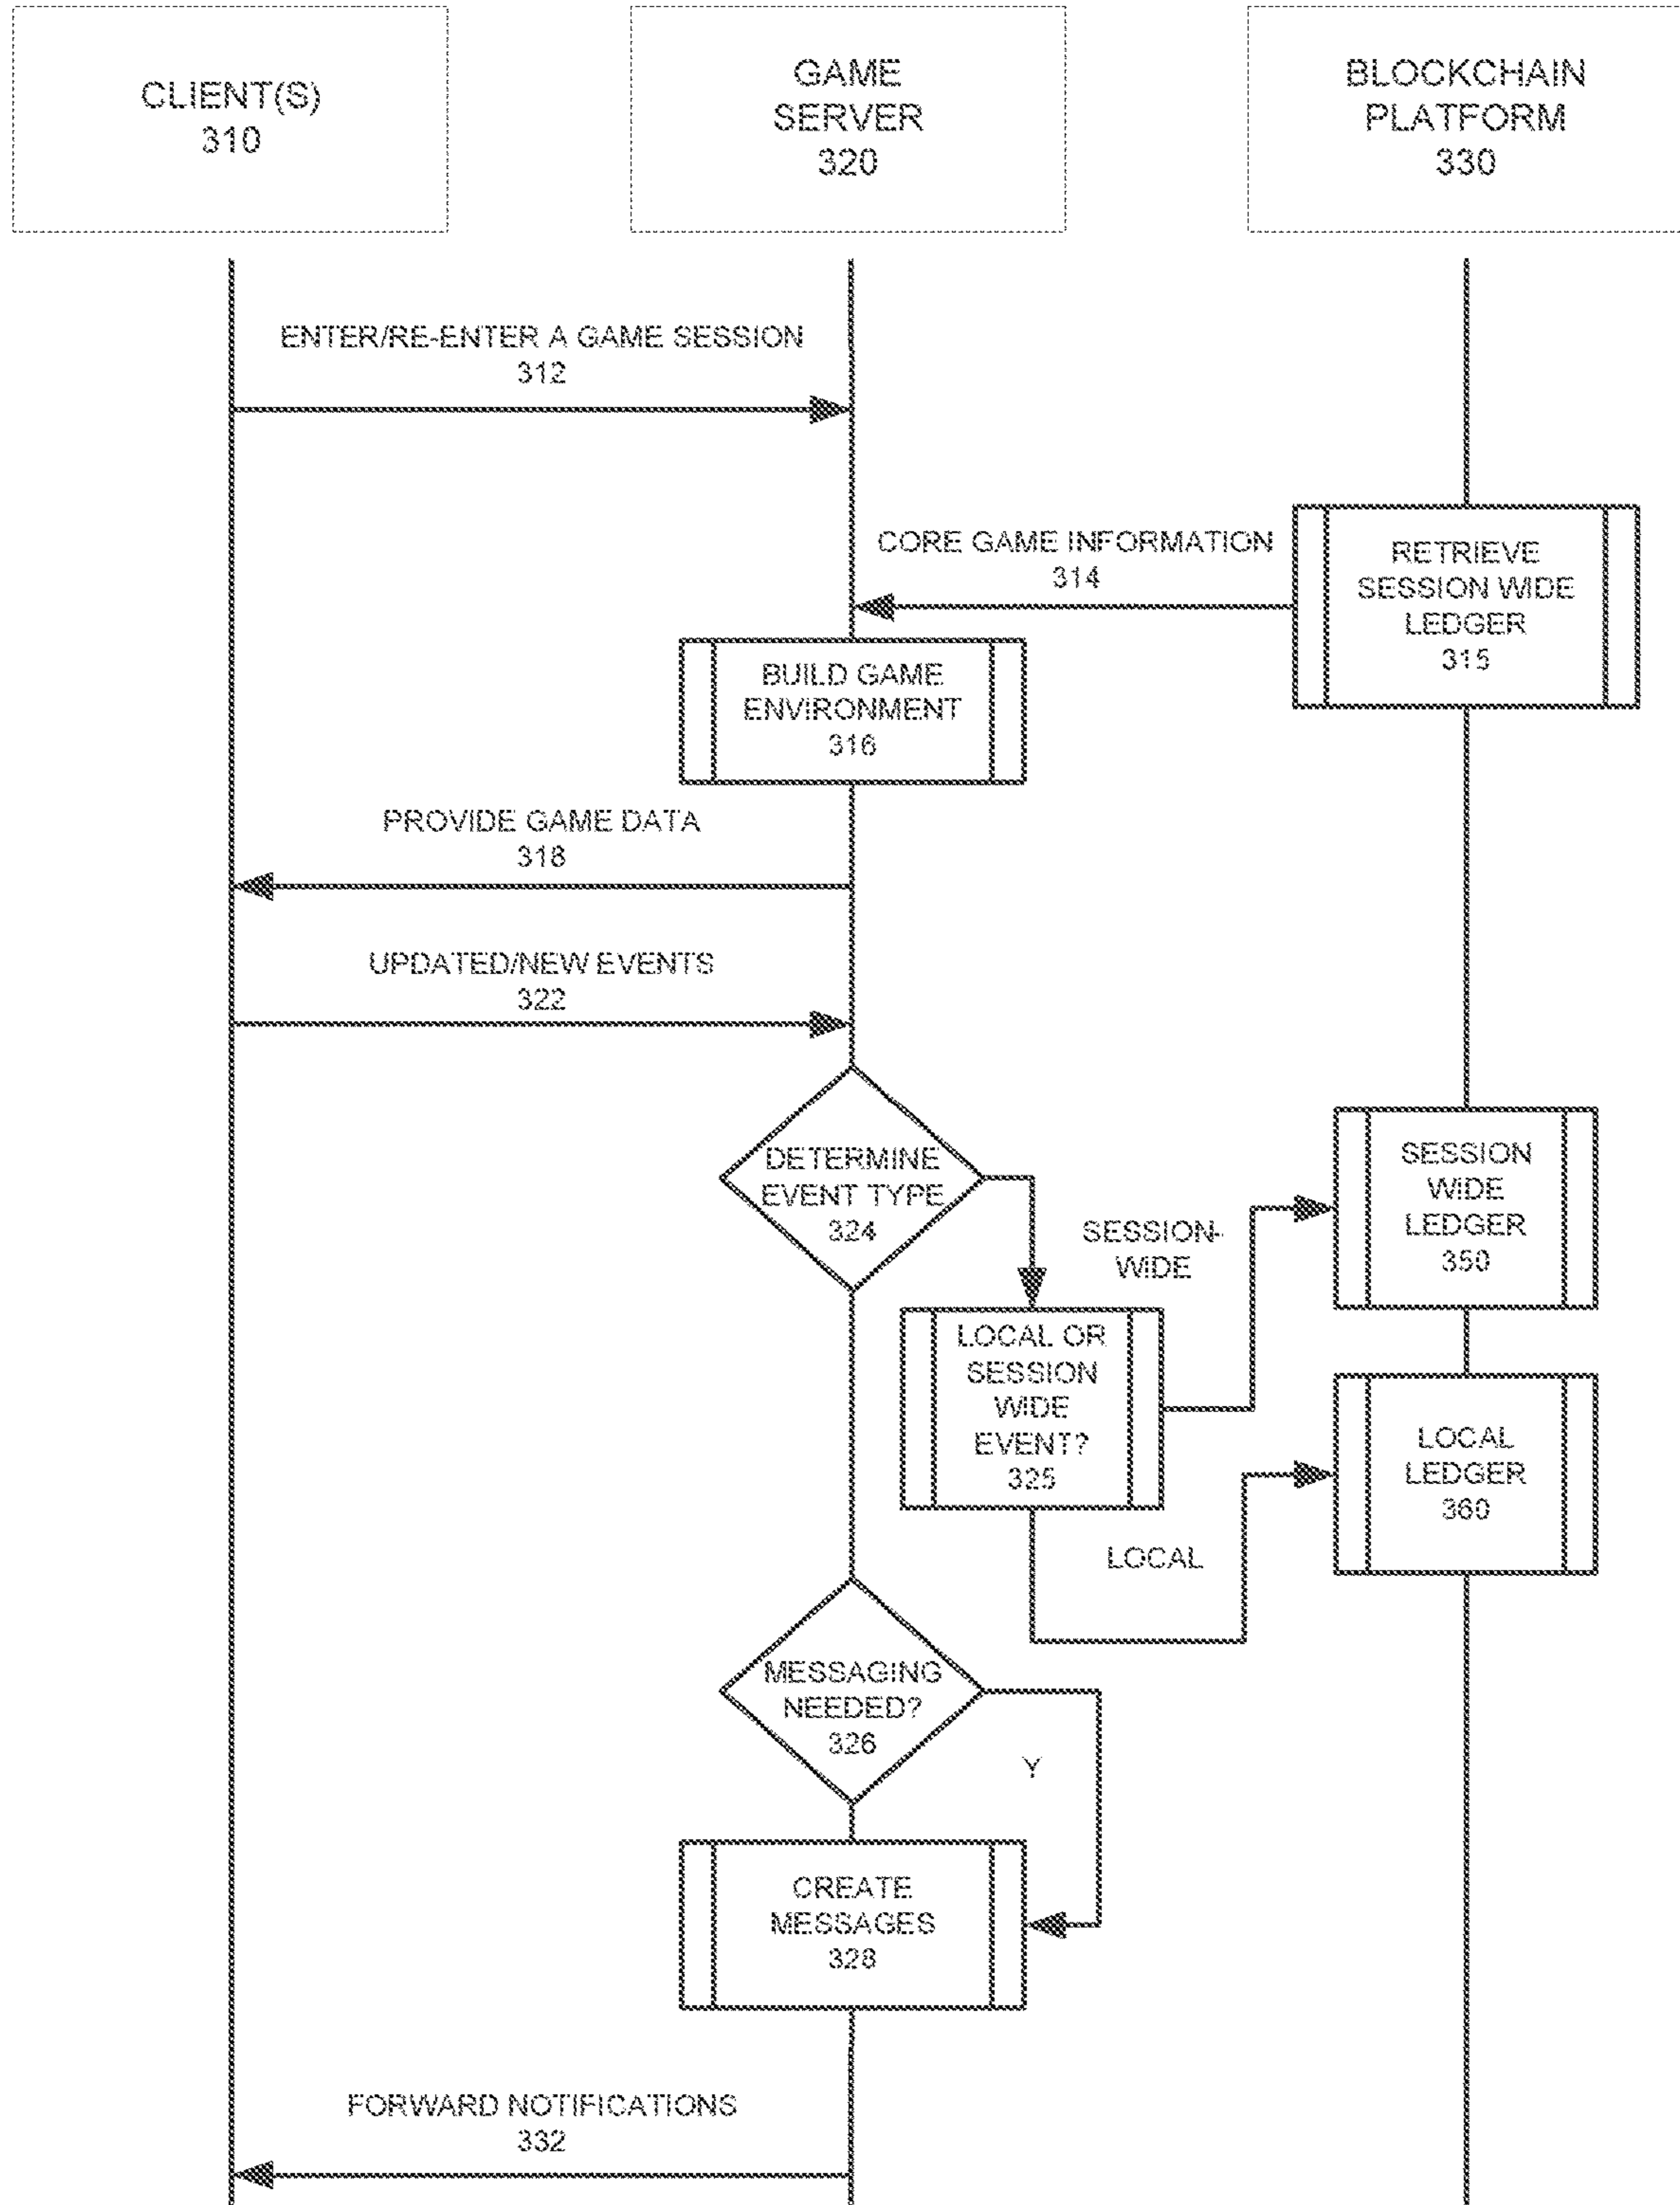 CLIENT(S)
310
GAME
SERVER
320
BLOCKCHAIN
PLATFORM
330
ENTER/RE-ENTER A GAME SESSION
312
CORE GAME INFORMATION
314
RETRIEVE
SESSION WIDE
LEDGER
315
BUILD GAME
ENVIRONMENT
316
PROVIDE GAME DATA
318
UPDATED/NEW EVENTS
322
DETERMINE
EVENT TYPE
324
SESSION-
WIDE
SESSION
WIDE
LEDGER
350
LOCAL OR
SESSION
WIDE
EVENT?
325
LOCAL
LEDGER
360
LOCAL
MESSAGING
NEEDED?
326
Y
CREATE
MESSAGES
328
FORWARD NOTIFICATIONS
332